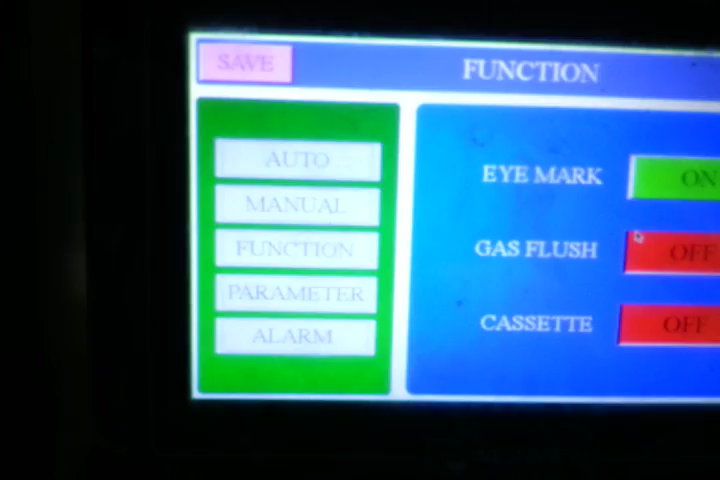 SAVE
FUNCTION
AUTO
MANUAL
FUNCTION
PARAMETER
ALARM
EYE MARK ON
GAS FLUSH OFF
CASSETTE OFF